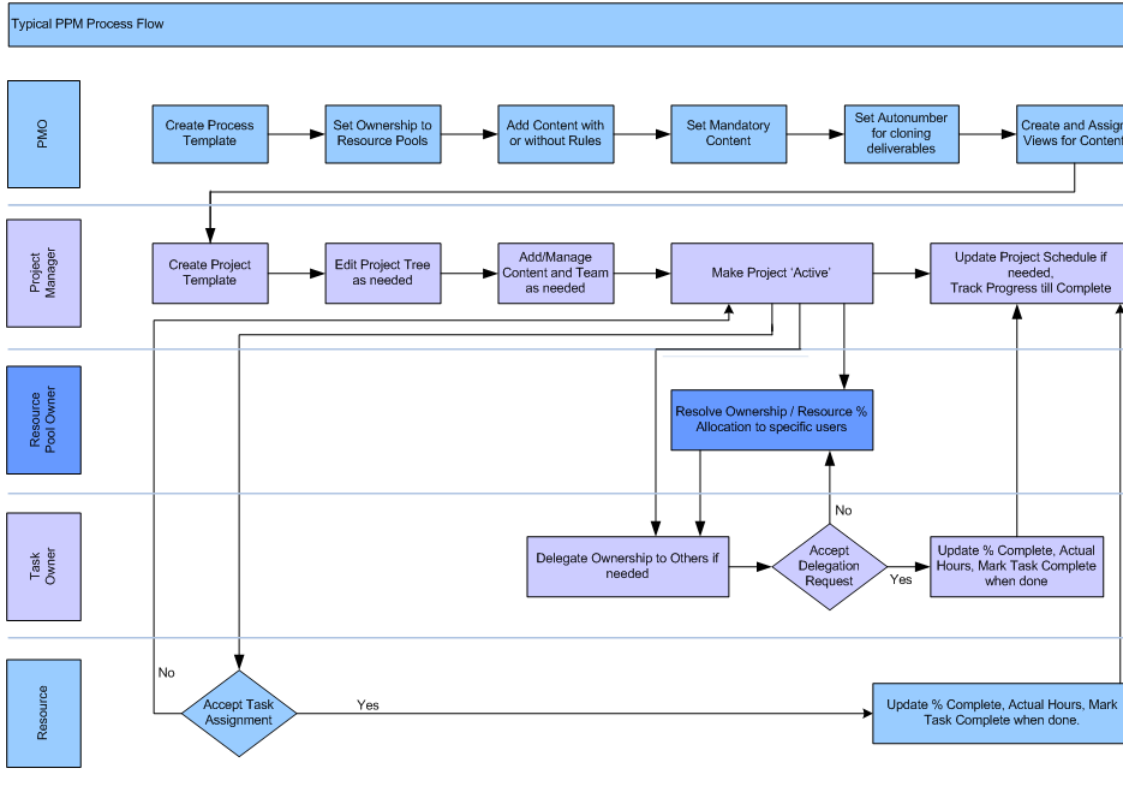 Typical PPM Process Flow
PMO
Create Process
Template
Set Ownership to
Resource Pools
Add Content with
or without Rules
Set Mandatory
Content
Set Autonumber
for cloning
deliverables
Create and Assign
Views for Content
Project
Manager
Create Project
Template
Edit Project Tree
as needed
Add/Manage
Content and Team
as needed
Make Project ‘Active’
Update Project Schedule if
needed,
Track Progress till Complete
Resource
Pool Owner
Resolve Ownership / Resource %
Allocation to specific users
Task
Owner
Delegate Ownership to Others if
needed
No
Accept
Delegation
Request
Yes
Update % Complete, Actual
Hours, Mark Task Complete
when done
Resource
No
Accept Task
Assignment
Yes
Update % Complete, Actual Hours, Mark
Task Complete when done.